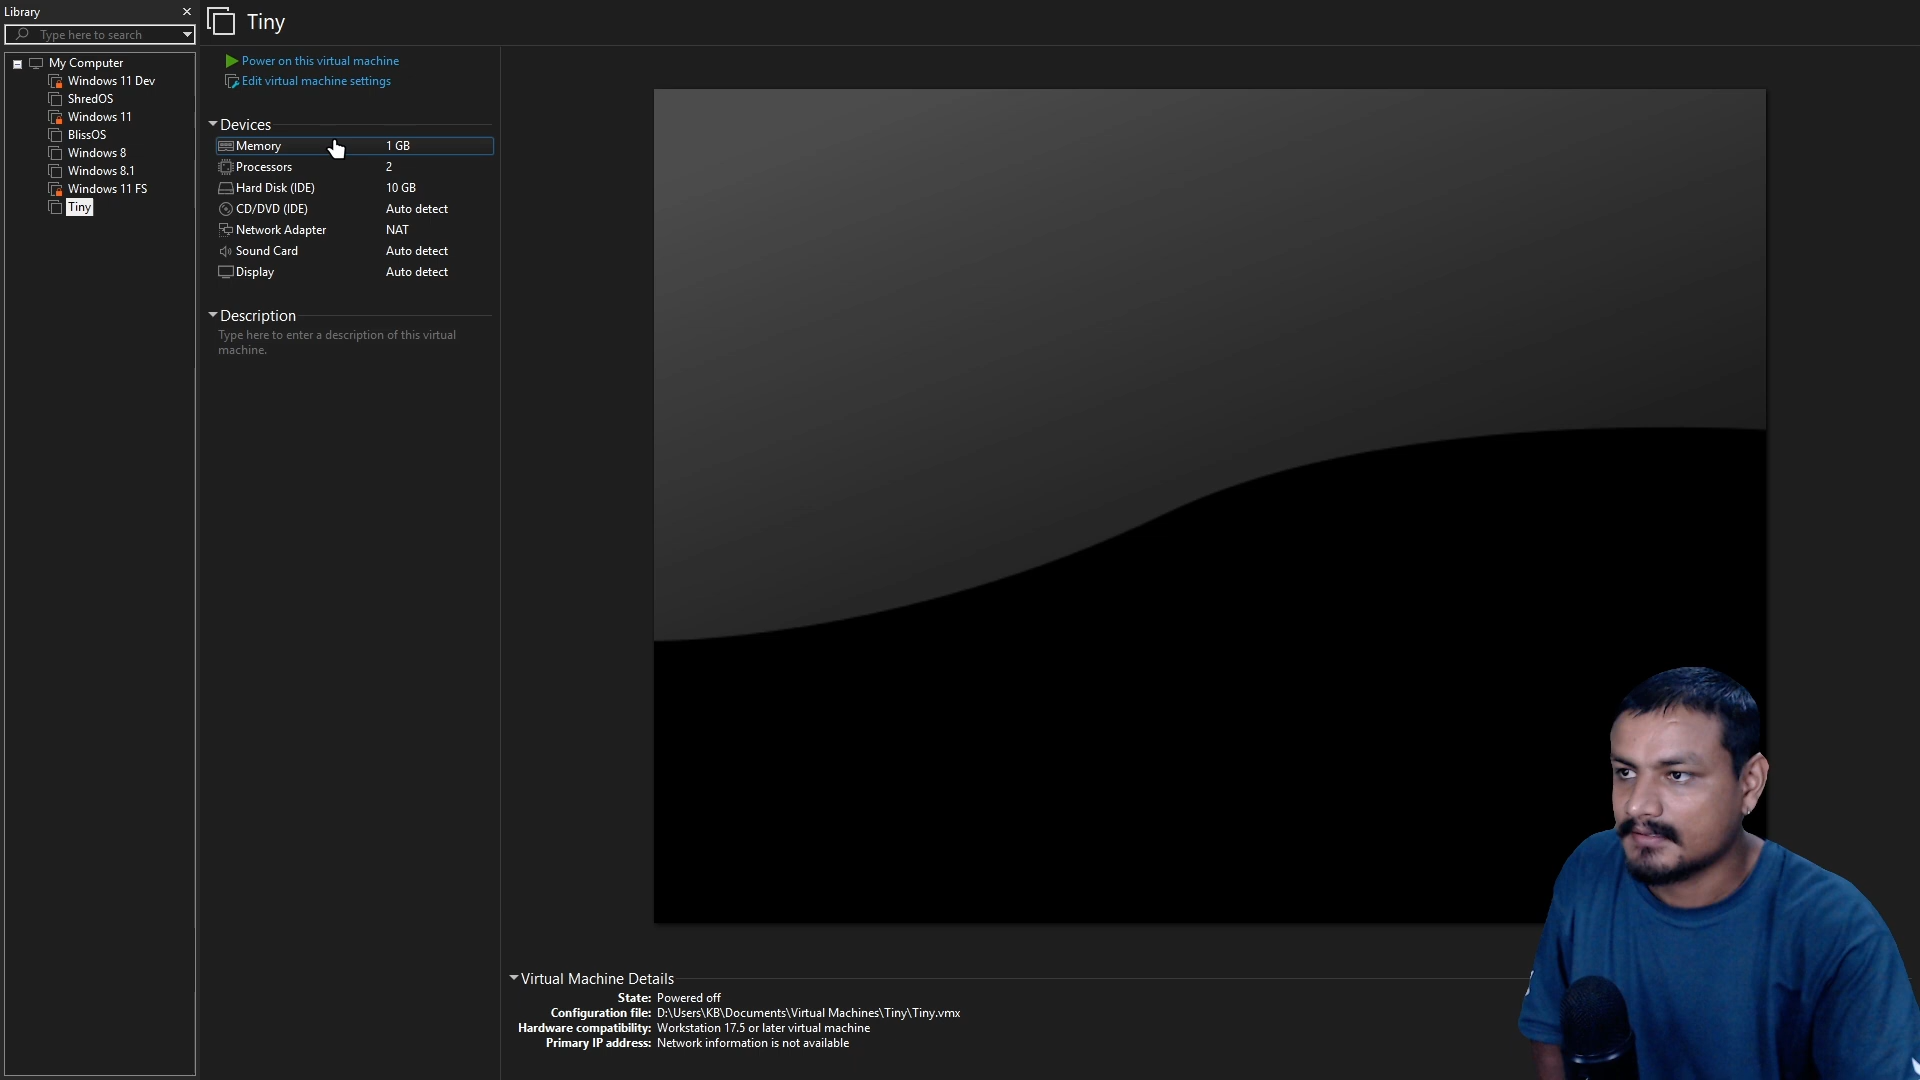 Library
Type here to search
My Computer
Windows 11 Dev
ShredOS
Windows 11
BlissOS
Windows 8
Windows 8.1
Windows 11 FS
Tiny
Tiny
Power on this virtual machine
Edit virtual machine settings
Devices
Memory 1 GB
Processors 2
Hard Disk (IDE) 10 GB
CD/DVD (IDE) Auto detect
Network Adapter NAT
Sound Card Auto detect
Display Auto detect
Description
Type here to enter a description of this virtual
machine.
Virtual Machine Details
State: Powered off
Configuration file: D:\Users\KB\Documents\Virtual Machines\Tiny\Tiny.vmx
Hardware compatibility: Workstation 17.5 or later virtual machine
Primary IP address: Network information is not available